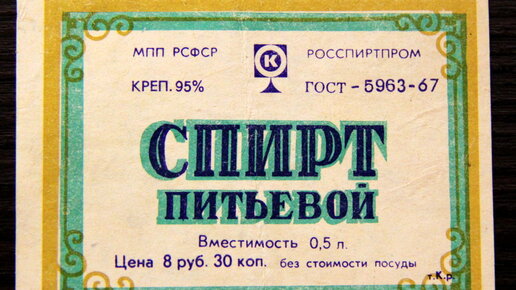 МПП РСФСР К РОССПИРТПРОМ
КРЕП. 95% ГОСТ - 5963-67
СПИРТ
ПИТЬЕВОЙ
Вместимость 0,5 л.
Цена 8 руб. 30 коп. без стоимости посуды
т.К.р.